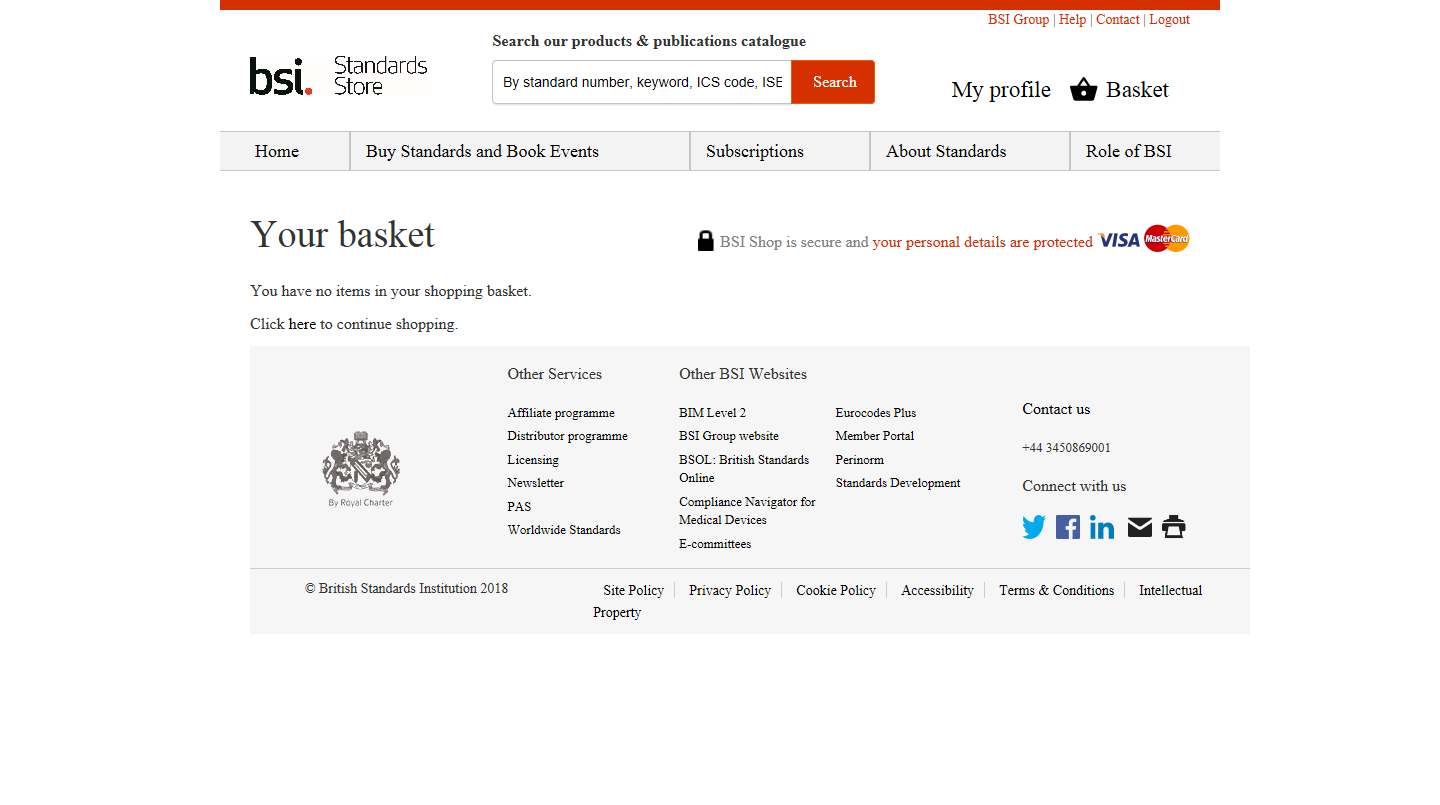 BSI Group | Help | Contact | Logout
Search our products & publications catalogue
bsi. Standards Store
By standard number, keyword, ICS code, ISE
Search
My profile
Basket
Home
Buy Standards and Book Events
Subscriptions
About Standards
Role of BSI
Your basket
BSI Shop is secure and your personal details are protected VISA MasterCard
You have no items in your shopping basket.
Click here to continue shopping.
By Royal Charter
Other Services
Affiliate programme
Distributor programme
Licensing
Newsletter
PAS
Worldwide Standards
Other BSI Websites
BIM Level 2
BSI Group website
BSOL: British Standards
Online
Compliance Navigator for
Medical Devices
E-committees
Eurocodes Plus
Member Portal
Perinorm
Standards Development
Contact us
+44 3450869001
Connect with us
© British Standards Institution 2018
Site Policy
Privacy Policy
Cookie Policy
Accessibility
Terms & Conditions
Intellectual
Property